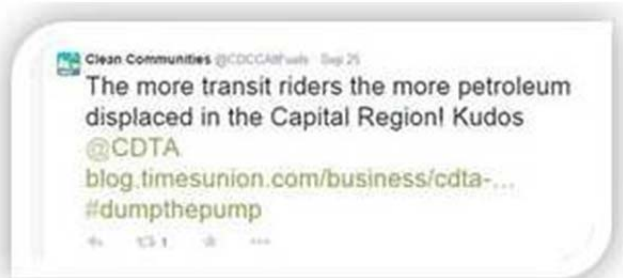 Clean Communities @CDCCAltFuels Sep 25
The more transit riders the more petroleum
displaced in the Capital Region! Kudos
@CDTA
blog.timesunion.com/business/cdta-...
#dumpthepump
1